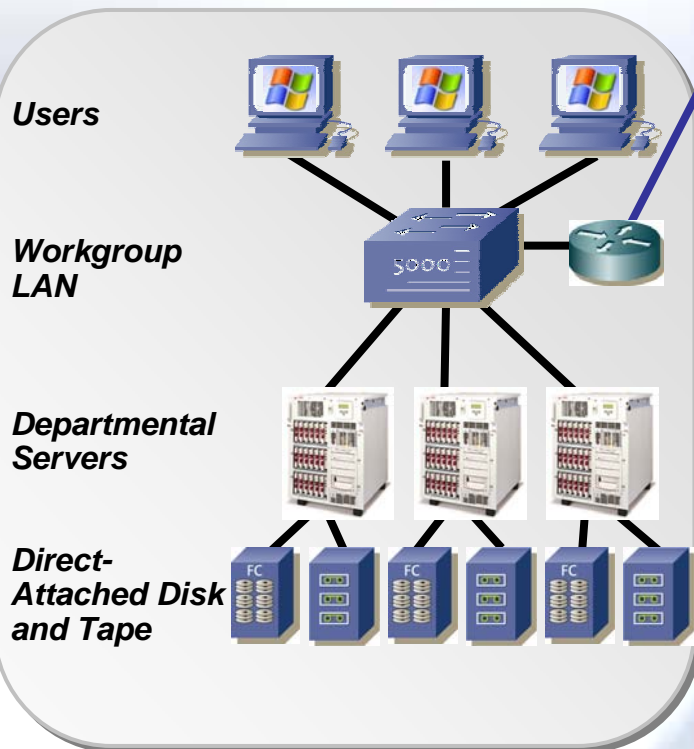 Users
Workgroup
LAN
5000
Departmental
Servers
Direct-
Attached Disk
and Tape
FC
FC
FC